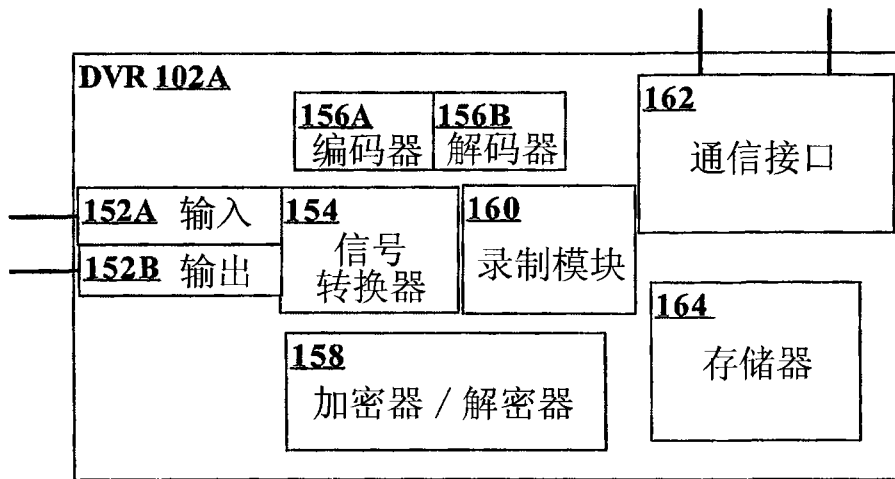 DVR 102A
156A
编码器
156B
解码器
162
通信接口
152A 输入
152B 输出
154
信号
转换器
160
录制模块
164
存储器
158
加密器 / 解密器